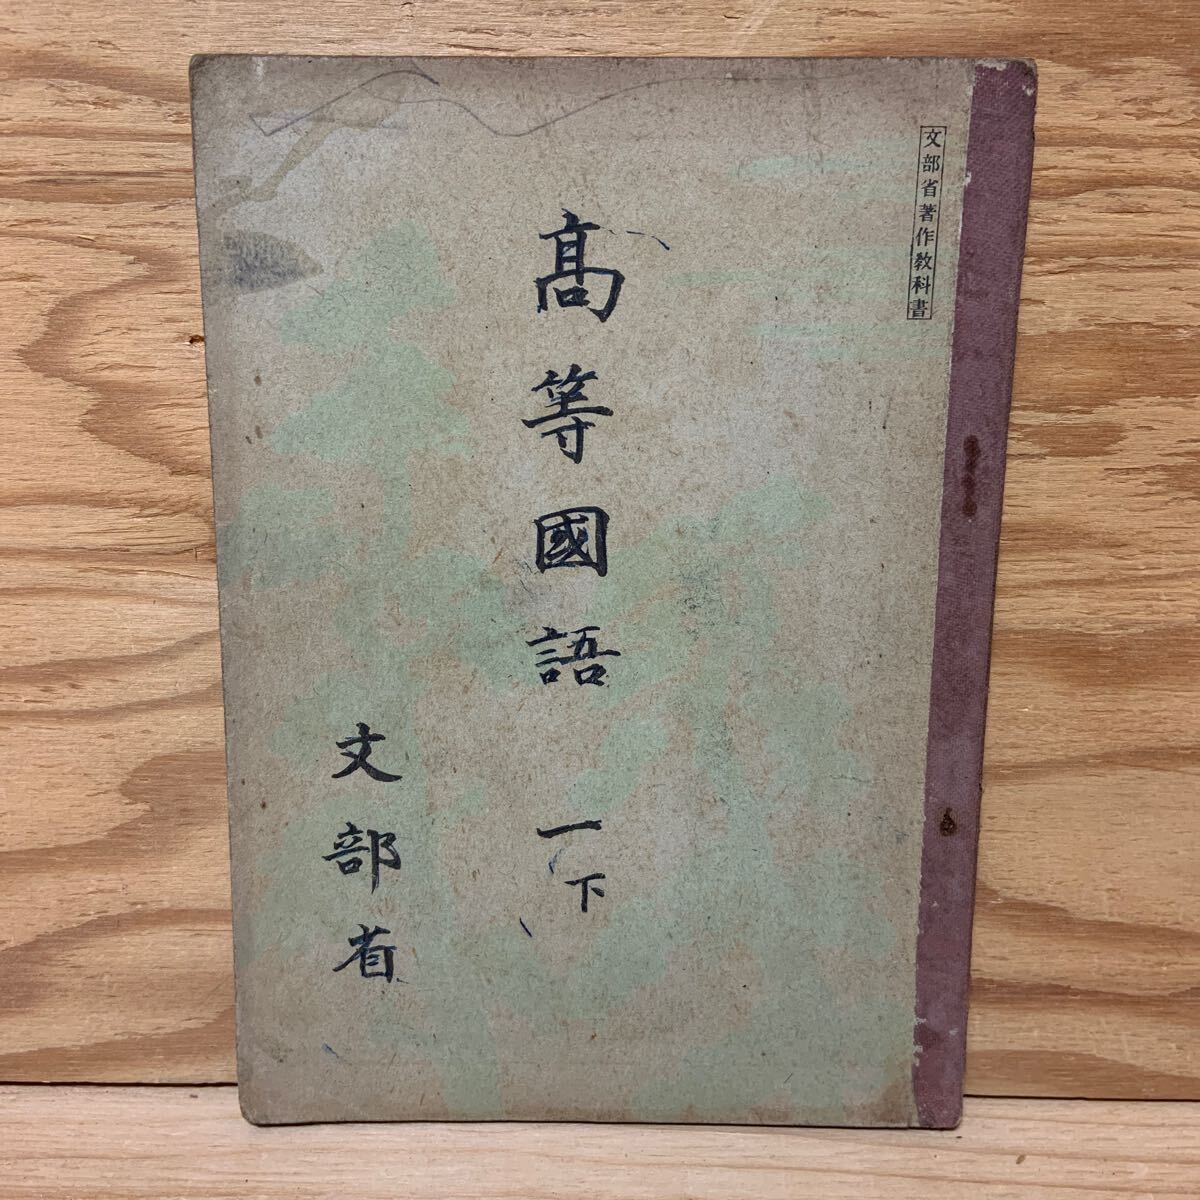 文部省著作教科書
高等國語 一下
文部省